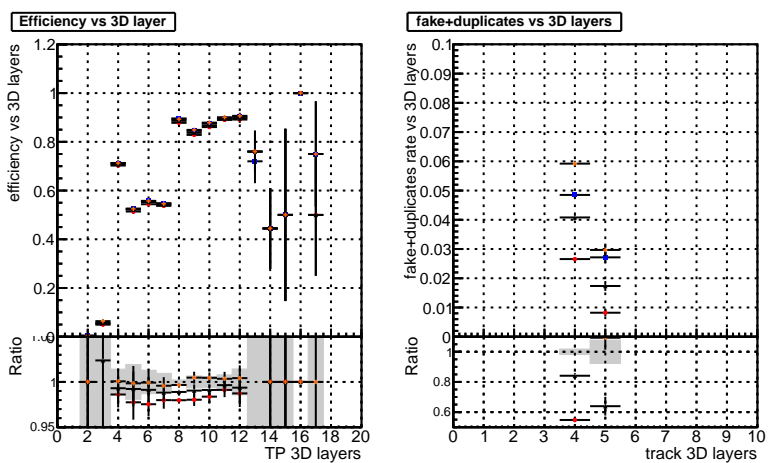 Efficiency vs 3D layer
fake+duplicates vs 3D layers
efficiency vs 3D layers
1.2
1
0.8
0.6
0.4
0.2
0
Ratio
1
0.95
0 2 4 6 8 10 12 14 16 18 20
TP 3D layers
fake+duplicates rate vs 3D layers
0.1
0.09
0.08
0.07
0.06
0.05
0.04
0.03
0.02
0.01
0
Ratio
1
0.8
0.6
0 1 2 3 4 5 6 7 8 9 10
track 3D layers